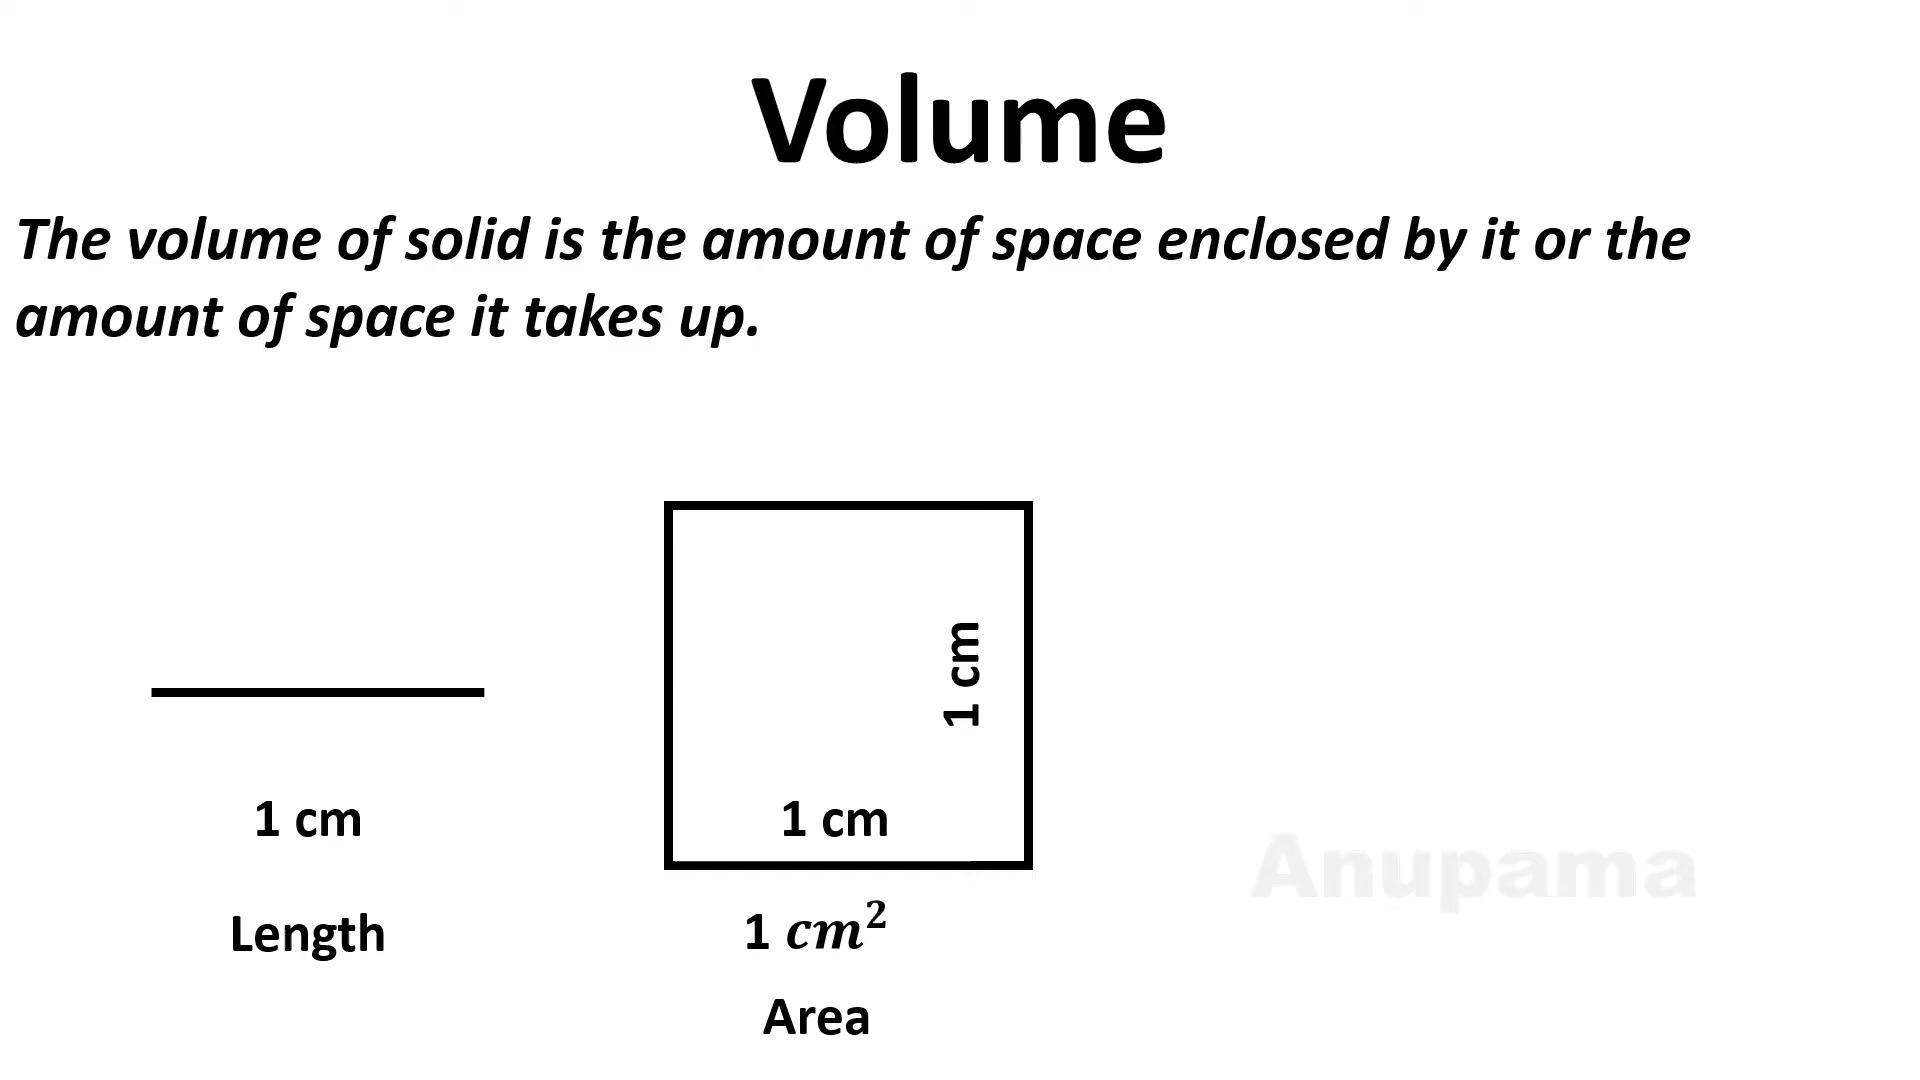 Volume
The volume of solid is the amount of space enclosed by it or the
amount of space it takes up.
1 cm
1 cm
1 cm
Length
1 cm²
Area
Anupama